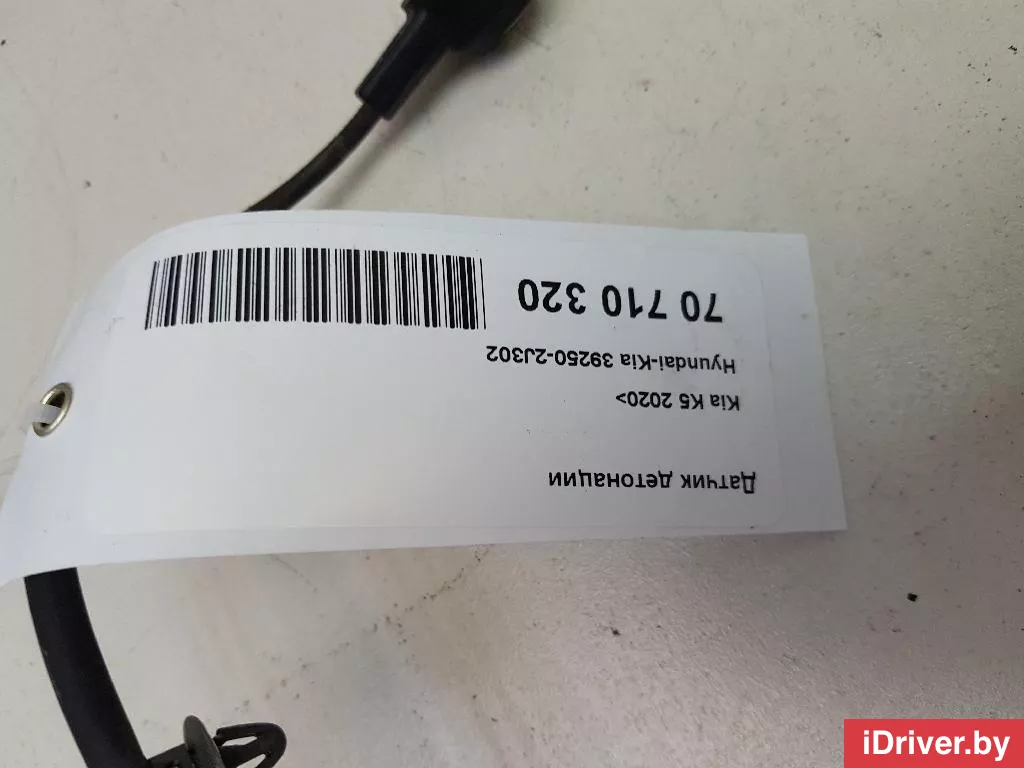 Датчик детонации
Kia K5 2020>
Hyundai-Kia 39250-2J302
70 710 320
iDriver.by